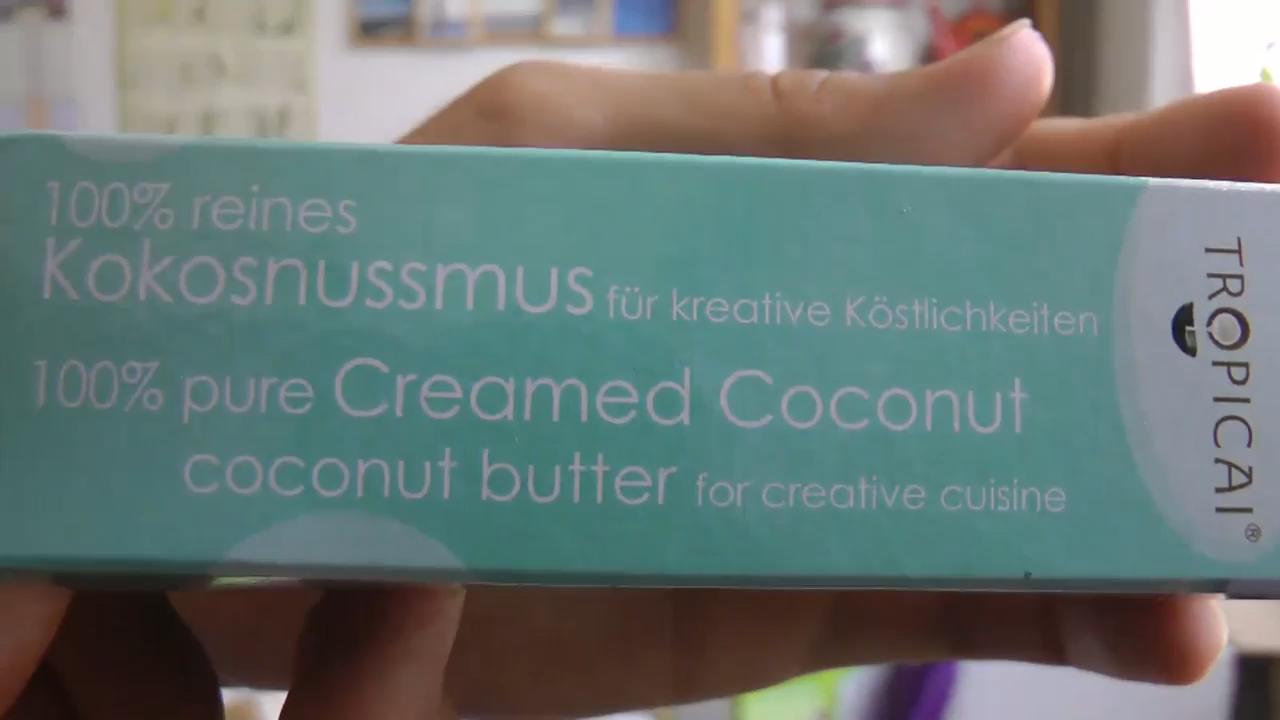 100% reines
Kokosnussmus für kreative Köstlichkeiten
100% pure Creamed Coconut
coconut butter for creative cuisine
TROPICAI®